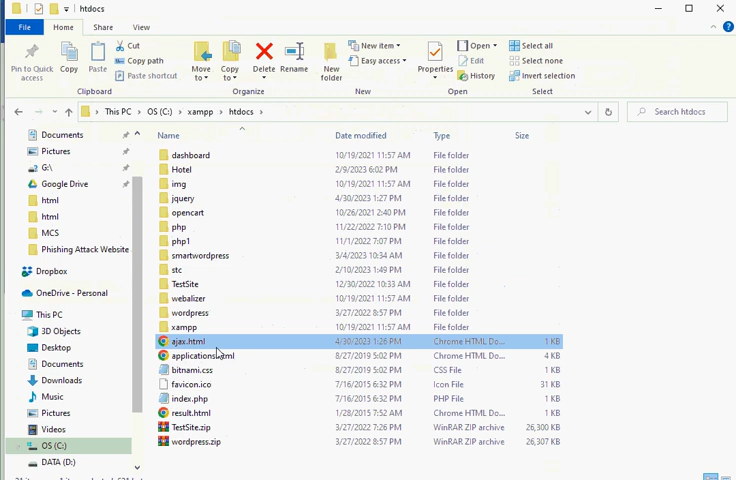 htdocs
File Home Share View
Pin to Quick access
Copy
Paste
Cut
Copy path
Paste shortcut
Move to
Copy to
Delete
Rename
New folder
New item
Easy access
Properties
Open
Edit
History
Select all
Select none
Invert selection
Clipboard Organize New Open Select
This PC > OS (C:) > xampp > htdocs >
Search htdocs
Documents
Pictures
G:\
Google Drive
html
html
MCS
Phishing Attack Website
Dropbox
OneDrive - Personal
This PC
3D Objects
Desktop
Documents
Downloads
Music
Pictures
Videos
OS (C:)
DATA (D:)
Name Date modified Type Size
dashboard 10/19/2021 11:57 AM File folder
Hotel 2/9/2023 6:02 PM File folder
img 10/19/2021 11:57 AM File folder
jquery 4/30/2023 1:27 PM File folder
opencart 10/26/2021 2:40 PM File folder
php 11/22/2022 7:10 PM File folder
php1 11/1/2022 7:07 PM File folder
smartwordpress 3/4/2023 10:34 AM File folder
stc 2/10/2023 1:49 PM File folder
TestSite 12/30/2022 10:33 AM File folder
webalizer 10/19/2021 11:57 AM File folder
wordpress 3/27/2022 8:57 PM File folder
xampp 10/19/2021 11:57 AM File folder
ajax.html 4/30/2023 1:26 PM Chrome HTML Do... 1 KB
applications.html 8/27/2019 5:02 PM Chrome HTML Do... 4 KB
bitnami.css 8/27/2019 5:02 PM CSS File 1 KB
favicon.ico 7/16/2015 6:32 PM Icon File 31 KB
index.php 7/16/2015 6:32 PM PHP File 1 KB
result.html 1/28/2015 7:52 AM Chrome HTML Do... 1 KB
TestSite.zip 3/27/2022 7:26 PM WinRAR ZIP archive 26,300 KB
wordpress.zip 3/27/2022 8:57 PM WinRAR ZIP archive 26,307 KB